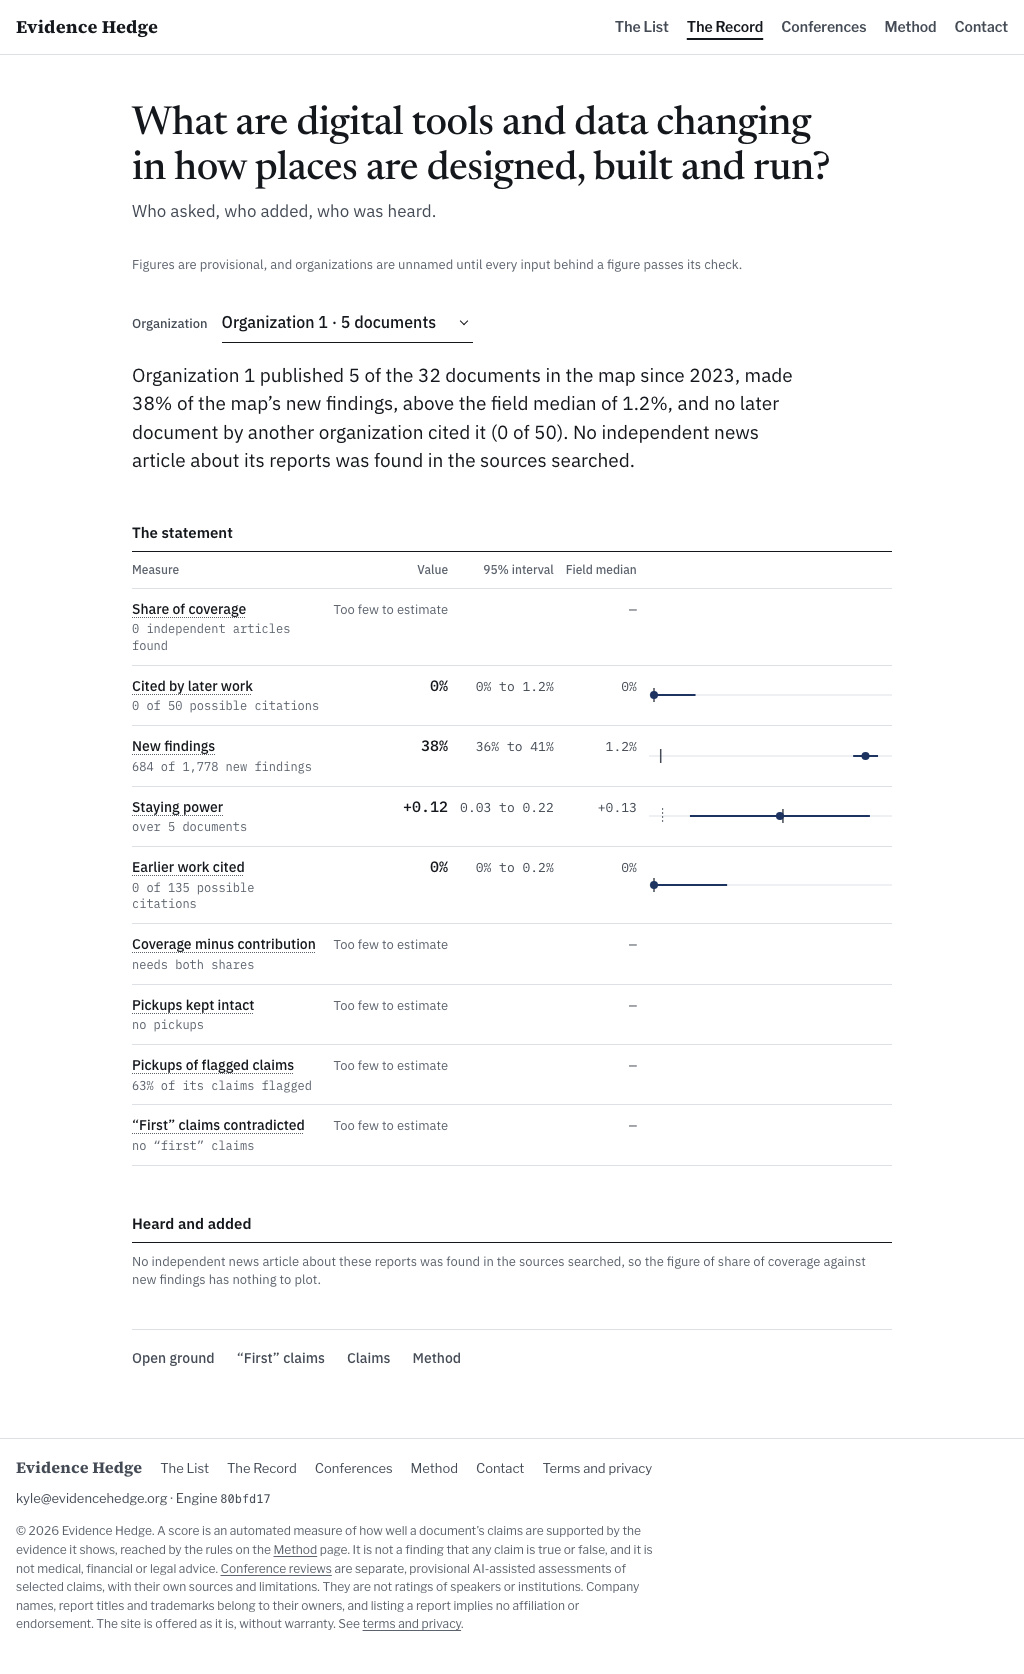 Evidence Hedge
The List The Record Conferences Method Contact
What are digital tools and data changing
in how places are designed, built and run?
Who asked, who added, who was heard.
Figures are provisional, and organizations are unnamed until every input behind a figure passes its check.
Organization Organization 1 · 5 documents
Organization 1 published 5 of the 32 documents in the map since 2023, made
38% of the map’s new findings, above the field median of 1.2%, and no later
document by another organization cited it (0 of 50). No independent news
article about its reports was found in the sources searched.
The statement
Measure Value 95% interval Field median
Share of coverage Too few to estimate –
0 independent articles
found
Cited by later work 0% 0% to 1.2% 0%
0 of 50 possible citations
New findings 38% 36% to 41% 1.2%
684 of 1,778 new findings
Staying power +0.12 0.03 to 0.22 +0.13
over 5 documents
Earlier work cited 0% 0% to 0.2% 0%
0 of 135 possible
citations
Coverage minus contribution Too few to estimate –
needs both shares
Pickups kept intact Too few to estimate –
no pickups
Pickups of flagged claims Too few to estimate –
63% of its claims flagged
“First” claims contradicted Too few to estimate –
no “first” claims
Heard and added
No independent news article about these reports was found in the sources searched, so the figure of share of coverage against
new findings has nothing to plot.
Open ground “First” claims Claims Method
Evidence Hedge The List The Record Conferences Method Contact Terms and privacy
kyle@evidencehedge.org · Engine 80bfd17
© 2026 Evidence Hedge. A score is an automated measure of how well a document’s claims are supported by the
evidence it shows, reached by the rules on the Method page. It is not a finding that any claim is true or false, and it is
not medical, financial or legal advice. Conference reviews are separate, provisional AI-assisted assessments of
selected claims, with their own sources and limitations. They are not ratings of speakers or institutions. Company
names, report titles and trademarks belong to their owners, and listing a report implies no affiliation or
endorsement. The site is offered as it is, without warranty. See terms and privacy.